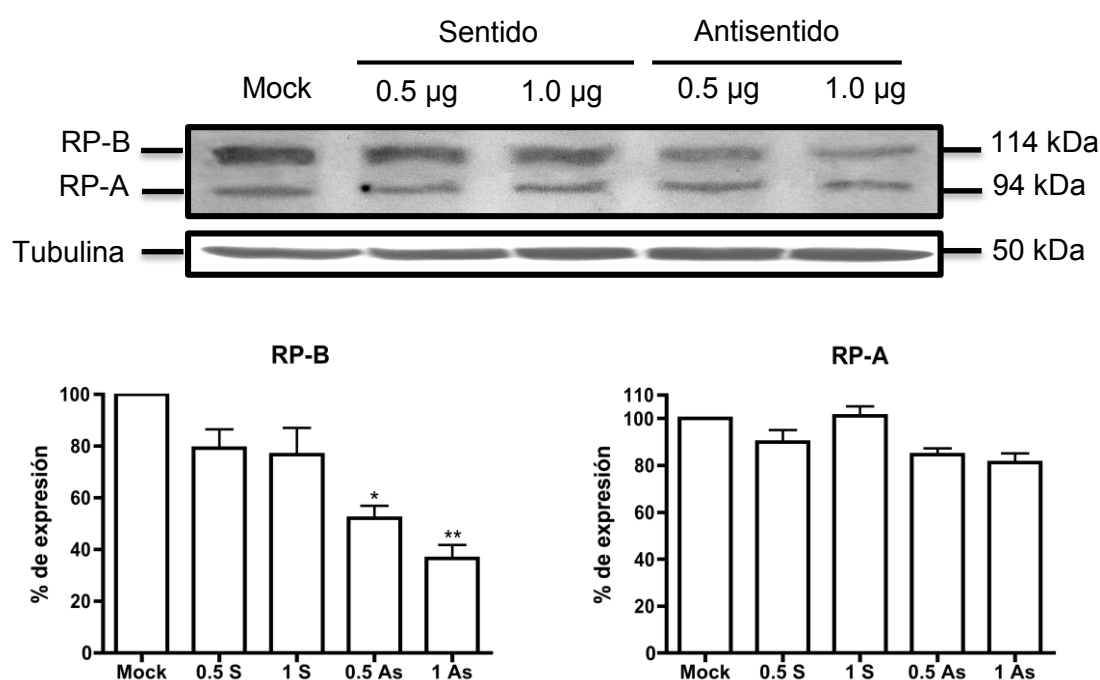 Sentido Antisentido
Mock 0.5 µg 1.0 µg 0.5 µg 1.0 µg
RP-B 114 kDa
RP-A 94 kDa
Tubulina 50 kDa
RP-B
% de expresión
100
80
60
40
20
0
* 
**
Mock 0.5 S 1 S 0.5 As 1 As
RP-A
% de expresión
110
100
80
60
40
20
0
Mock 0.5 S 1 S 0.5 As 1 As